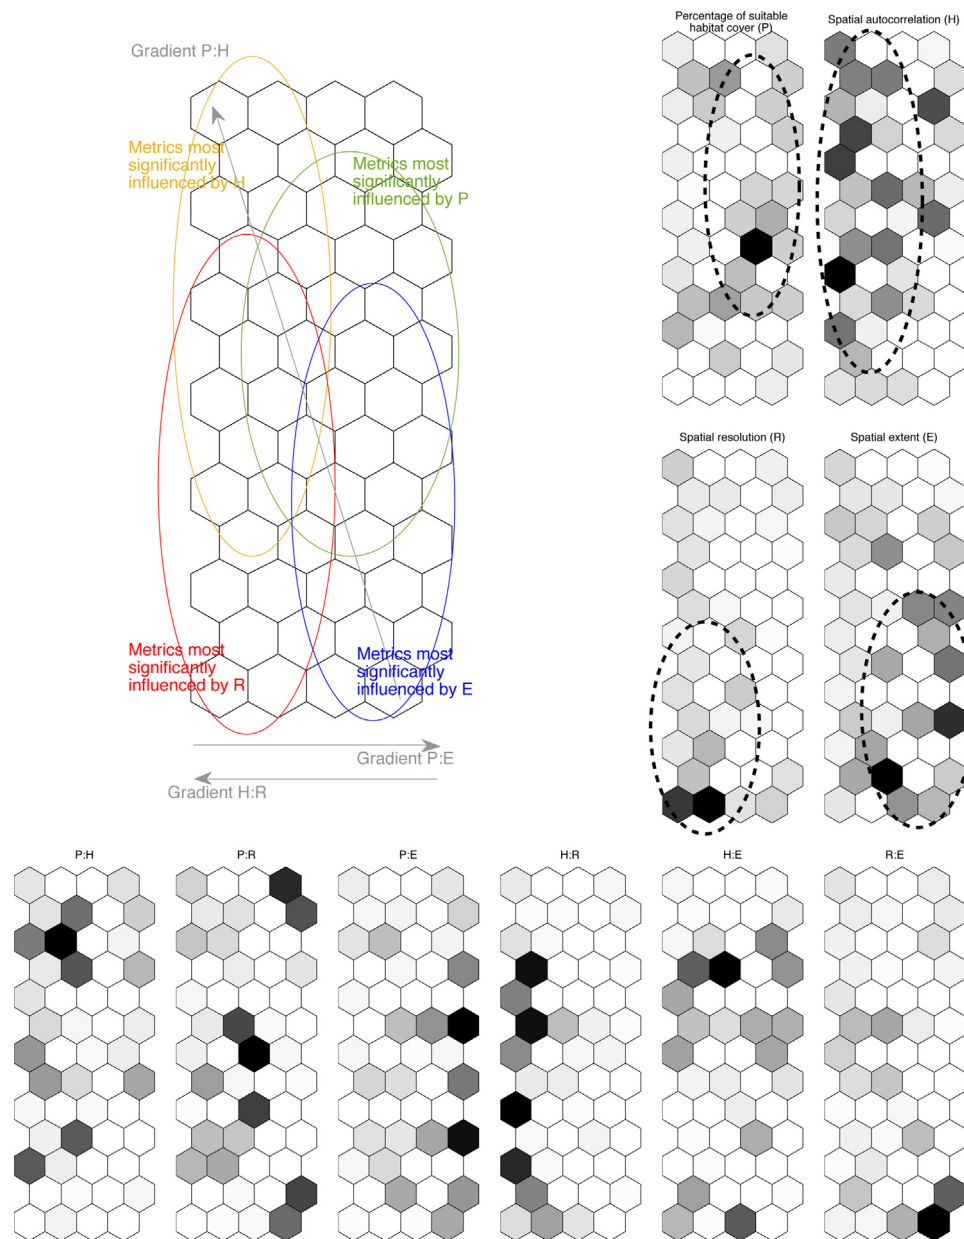 Percentage of suitable
habitat cover (P)
Spatial autocorrelation (H)
Gradient P:H
Metrics most
significantly
influenced by H
Metrics most
significantly
influenced by P
Spatial resolution (R)
Spatial extent (E)
Metrics most
significantly
influenced by R
Metrics most
significantly
influenced by E
Gradient P:E
Gradient H:R
P:H
P:R
P:E
H:R
H:E
R:E